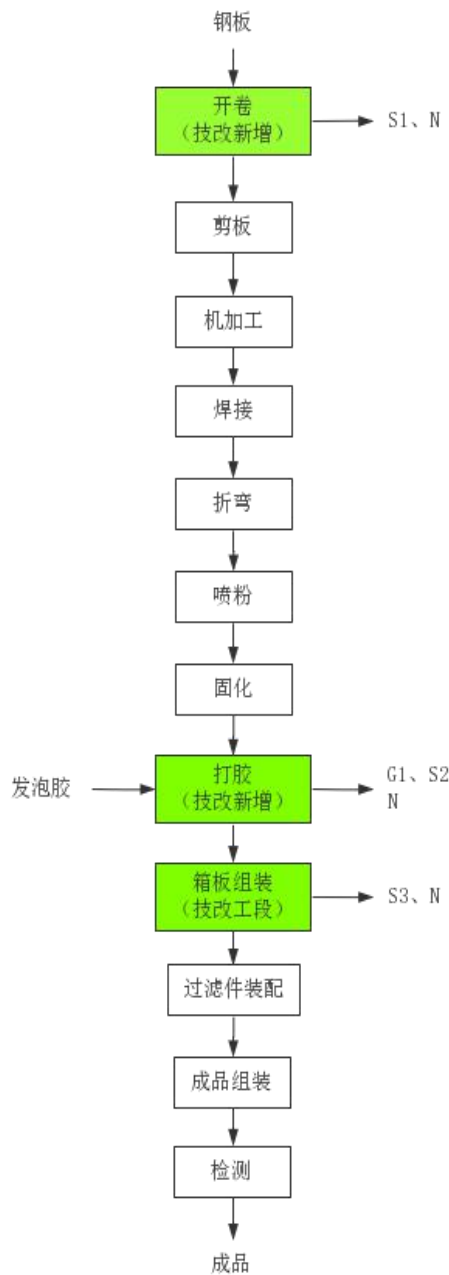 钢板
开卷
（技改新增）
S1、N
剪板
机加工
焊接
折弯
喷粉
固化
发泡胶
打胶
（技改新增）
G1、S2
N
箱板组装
（技改工段）
S3、N
过滤件装配
成品组装
检测
成品